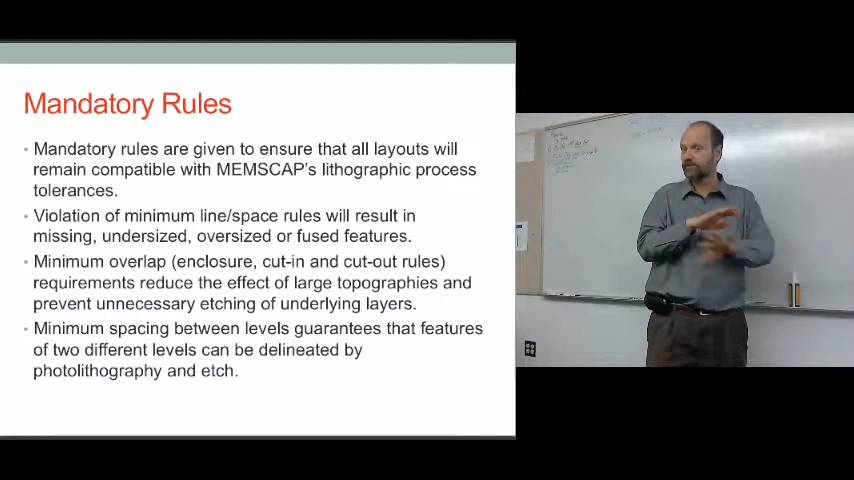 Mandatory Rules
• Mandatory rules are given to ensure that all layouts will
remain compatible with MEMSCAP's lithographic process
tolerances.
• Violation of minimum line/space rules will result in
missing, undersized, oversized or fused features.
• Minimum overlap (enclosure, cut-in and cut-out rules)
requirements reduce the effect of large topographies and
prevent unnecessary etching of underlying layers.
• Minimum spacing between levels guarantees that features
of two different levels can be delineated by
photolithography and etch.